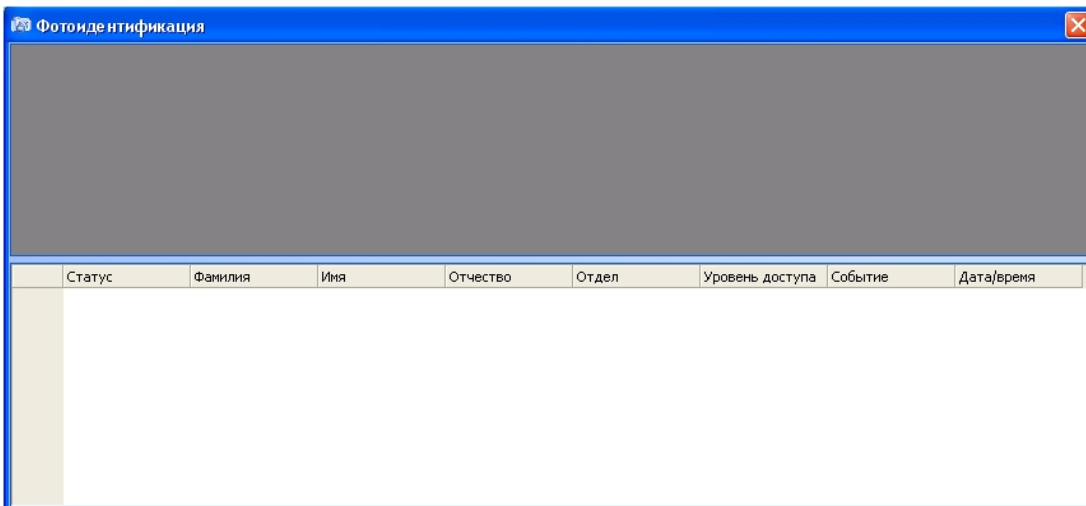 Фотоидентификация
Статус Фамилия Имя Отчество Отдел Уровень доступа Событие Дата/время